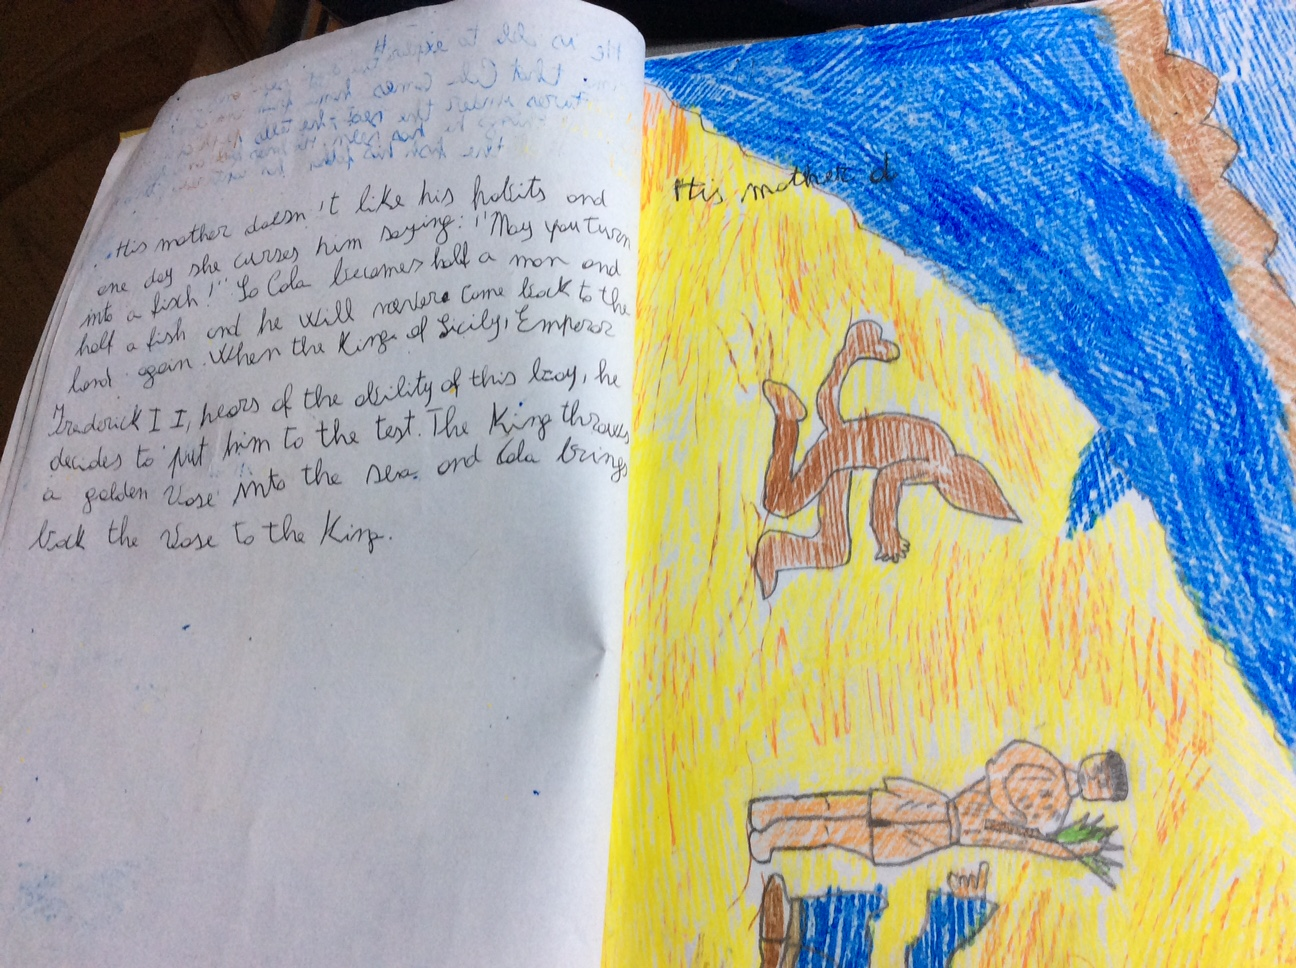 His mother doesn't like his habits and
one day she curses him saying: "May you turn
into a fisch!" So Cola becomes half a man and
half a fish and he will never come back to the
land again. When the King of Sicily, Emperor
Frederick II, hears of the ability of this boy, he
decides to put him to the test. The King throws
a golden vase into the sea and Cola brings
back the vase to the King.
His mother d